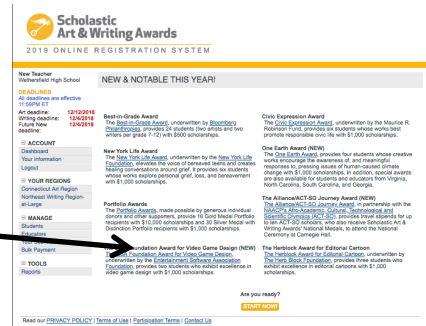 Scholastic
Art & Writing Awards
2019 ONLINE REGISTRATION SYSTEM
New Teacher
Wethersfield High School
DEADLINES
All deadlines are effective
11:59PM ET
Art deadline: 12/12/2018
Writing deadline: 12/4/2018
Future New deadline: 12/4/2018
ACCOUNT
Dashboard
Your Information
Logout
YOUR REGIONS
Connecticut Art Region
Northeast Writing Region-
at-Large
MANAGE
Students
Educators
Bulk Payment
TOOLS
Reports
NEW & NOTABLE THIS YEAR!
Best-in-Grade Award
The Best-in-Grade Award, underwritten by Bloomberg
Philanthropies, provides 24 students (two artists and two
writers per grade 7-12) with $500 scholarships.
New York Life Award
The New York Life Award, underwritten by the New York Life
Foundation, elevates the voice of bereaved teens and creates
healing conversations around grief. It provides six students
whose works explore personal grief, loss, and bereavement
with $1,000 scholarships.
Portfolio Awards
The Portfolio Awards, made possible by generous individual
donors and other supporters, provide 16 Gold Medal Portfolio
recipients with $10,000 scholarships and 30 Silver Medal with
Distinction Portfolio recipients with $1,000 scholarships.
undation Award for Video Game Design (NEW)
Foundation Award for Video Game Design,
underwritten by the Entertainment Software Association
Foundation, provides two students who exhibit excellence in
video game design with $1,000 scholarships.
Civic Expression Award
The Civic Expression Award, underwritten by the Maurice R.
Robinson Fund, provides six students whose works best
promote responsible civic life with $1,000 scholarships.
One Earth Award (NEW)
The One Earth Award, provides four students whose creative
works encourage the awareness of, and meaningful
responses to, pressing issues of human-caused climate
change with $1,000 scholarships. In addition, special awards
are also available for students and educators from Virginia,
North Carolina, South Carolina, and Georgia.
The Alliance/ACT-SO Journey Award (NEW)
The Alliance/ACT-SO Journey Award, in partnership with the
NAACP's Afro-Academic, Cultural, Technological and
Scientific Olympics (ACT-SO), provides travel stipends for up
to ten ACT-SO scholars, who also receive Scholastic Art &
Writing Awards' National Medals, to attend the National
Ceremony at Carnegie Hall.
The Herblock Award for Editorial Cartoon
The Herblock Award for Editorial Cartoon, underwritten by
The Herb Block Foundation, provides three students who
exhibit excellence in editorial cartoons with $1,000
scholarships.
Are you ready?
START NOW!
Read our PRIVACY POLICY | Terms of Use | Participation Terms | Contact Us